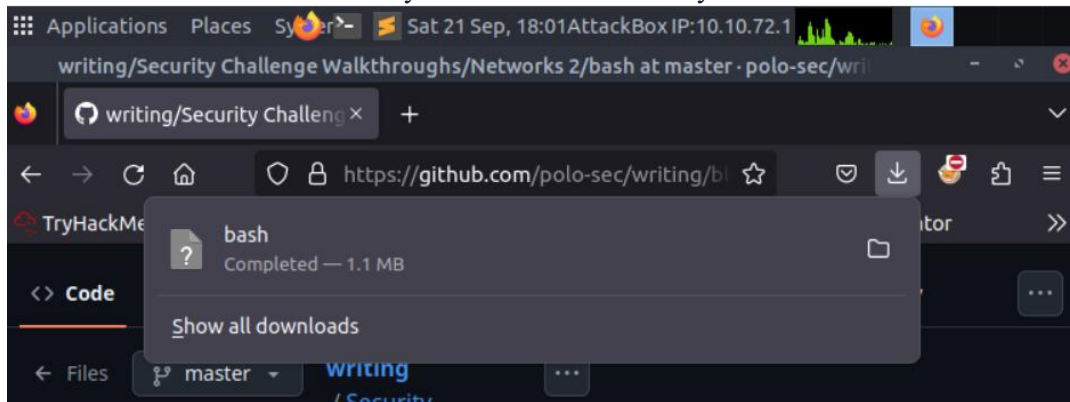 Applications Places Sat 21 Sep, 18:01 AttackBox IP:10.10.72.1
writing/Security Challenge Walkthroughs/Networks 2/bash at master · polo-sec/wri
writing/Security Challeng
https://github.com/polo-sec/writing/bl
TryHackMe
bash
Completed — 1.1 MB
Code
Show all downloads
Files
master
writing
/ Security